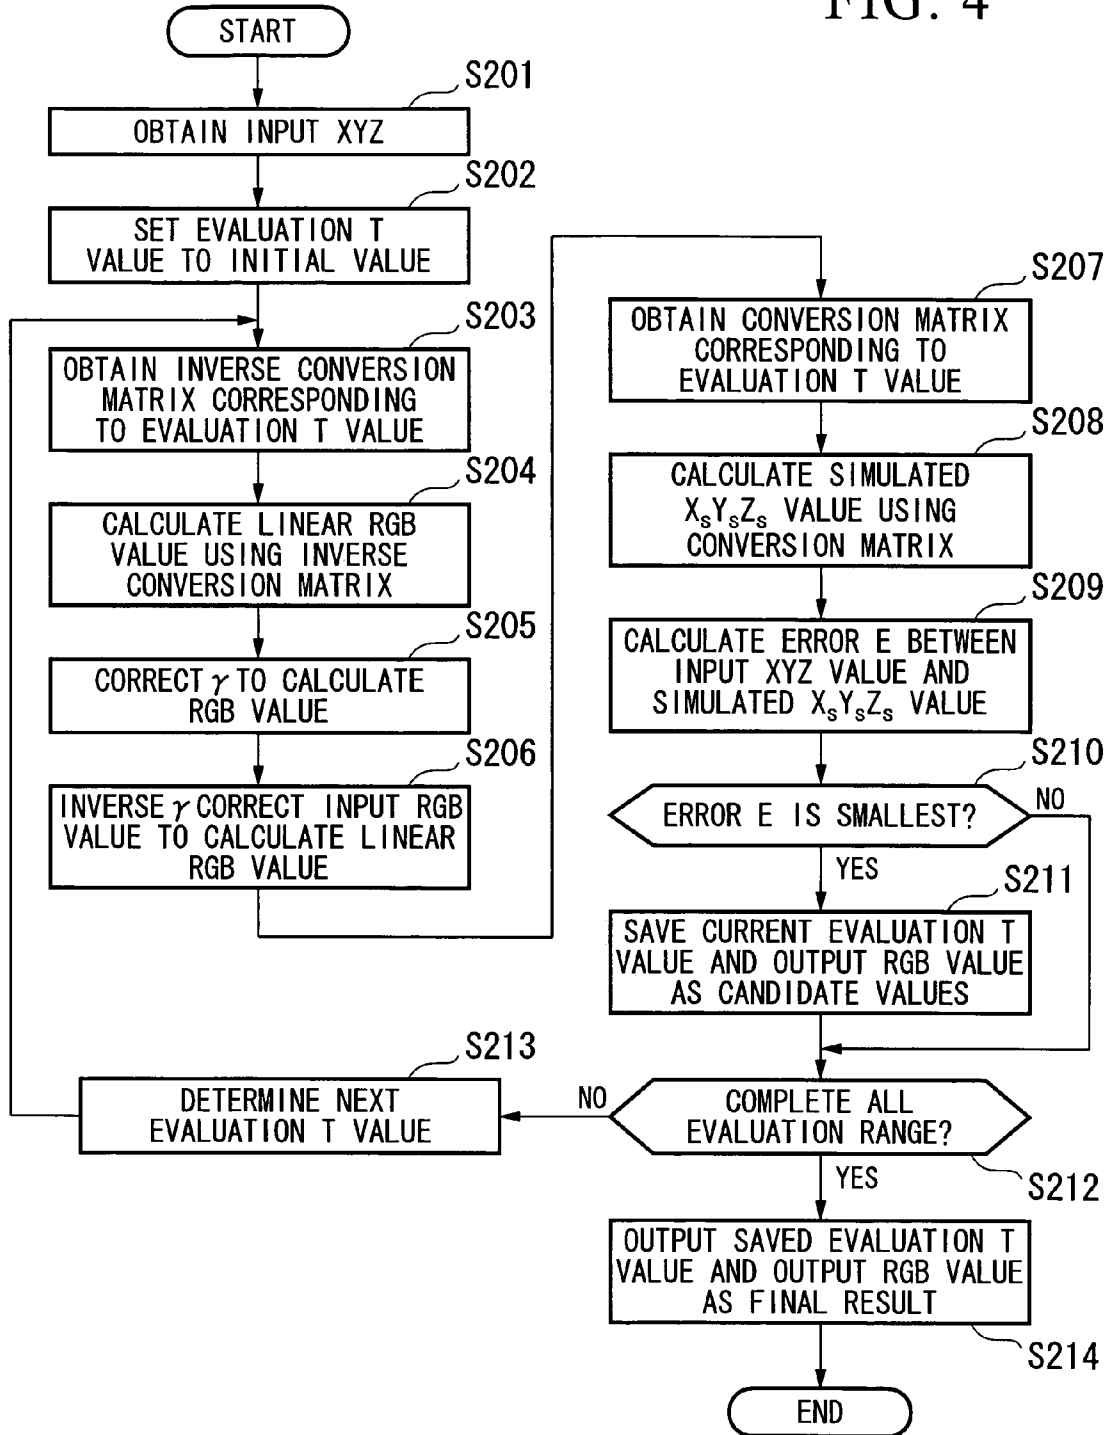 FIG. 4
START
S201
OBTAIN INPUT XYZ
S202
SET EVALUATION T
VALUE TO INITIAL VALUE
S203
OBTAIN INVERSE CONVERSION
MATRIX CORRESPONDING
TO EVALUATION T VALUE
S204
CALCULATE LINEAR RGB
VALUE USING INVERSE
CONVERSION MATRIX
S205
CORRECT γ TO CALCULATE
RGB VALUE
S206
INVERSE γ CORRECT INPUT RGB
VALUE TO CALCULATE LINEAR
RGB VALUE
S207
OBTAIN CONVERSION MATRIX
CORRESPONDING TO
EVALUATION T VALUE
S208
CALCULATE SIMULATED
XsYsZs VALUE USING
CONVERSION MATRIX
S209
CALCULATE ERROR E BETWEEN
INPUT XYZ VALUE AND
SIMULATED XsYsZs VALUE
S210
ERROR E IS SMALLEST?
NO
YES
S211
SAVE CURRENT EVALUATION T
VALUE AND OUTPUT RGB VALUE
AS CANDIDATE VALUES
S212
COMPLETE ALL
EVALUATION RANGE?
NO
YES
S213
DETERMINE NEXT
EVALUATION T VALUE
OUTPUT SAVED EVALUATION T
VALUE AND OUTPUT RGB VALUE
AS FINAL RESULT
S214
END